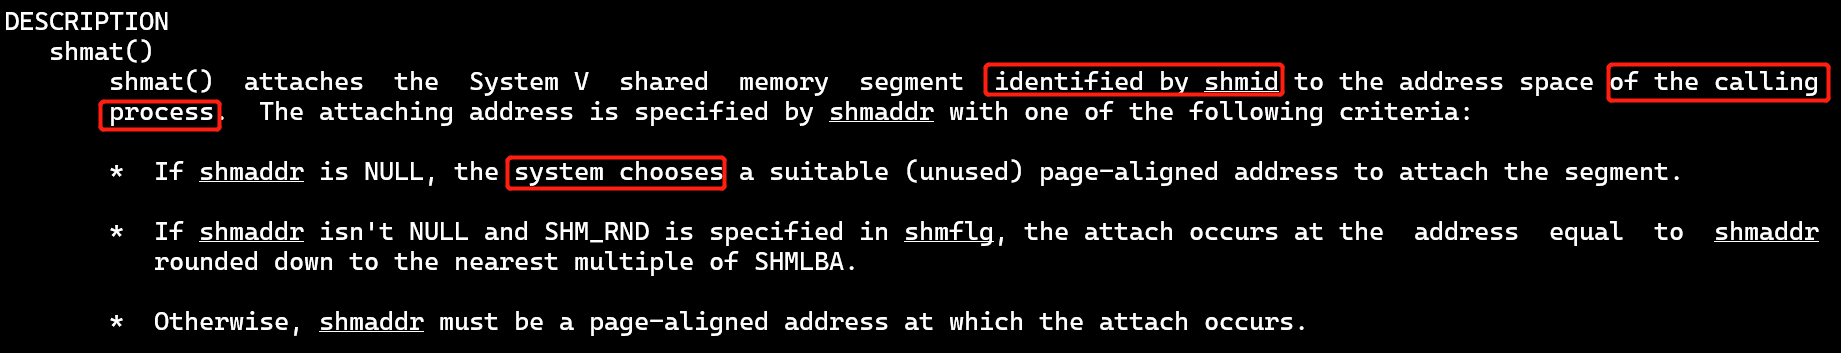 DESCRIPTION
shmat()
shmat() attaches the System V shared memory segment identified by shmid to the address space of the calling
process. The attaching address is specified by shmaddr with one of the following criteria:
* If shmaddr is NULL, the system chooses a suitable (unused) page-aligned address to attach the segment.
* If shmaddr isn't NULL and SHM_RND is specified in shmflg, the attach occurs at the address equal to shmaddr
rounded down to the nearest multiple of SHMLBA.
* Otherwise, shmaddr must be a page-aligned address at which the attach occurs.